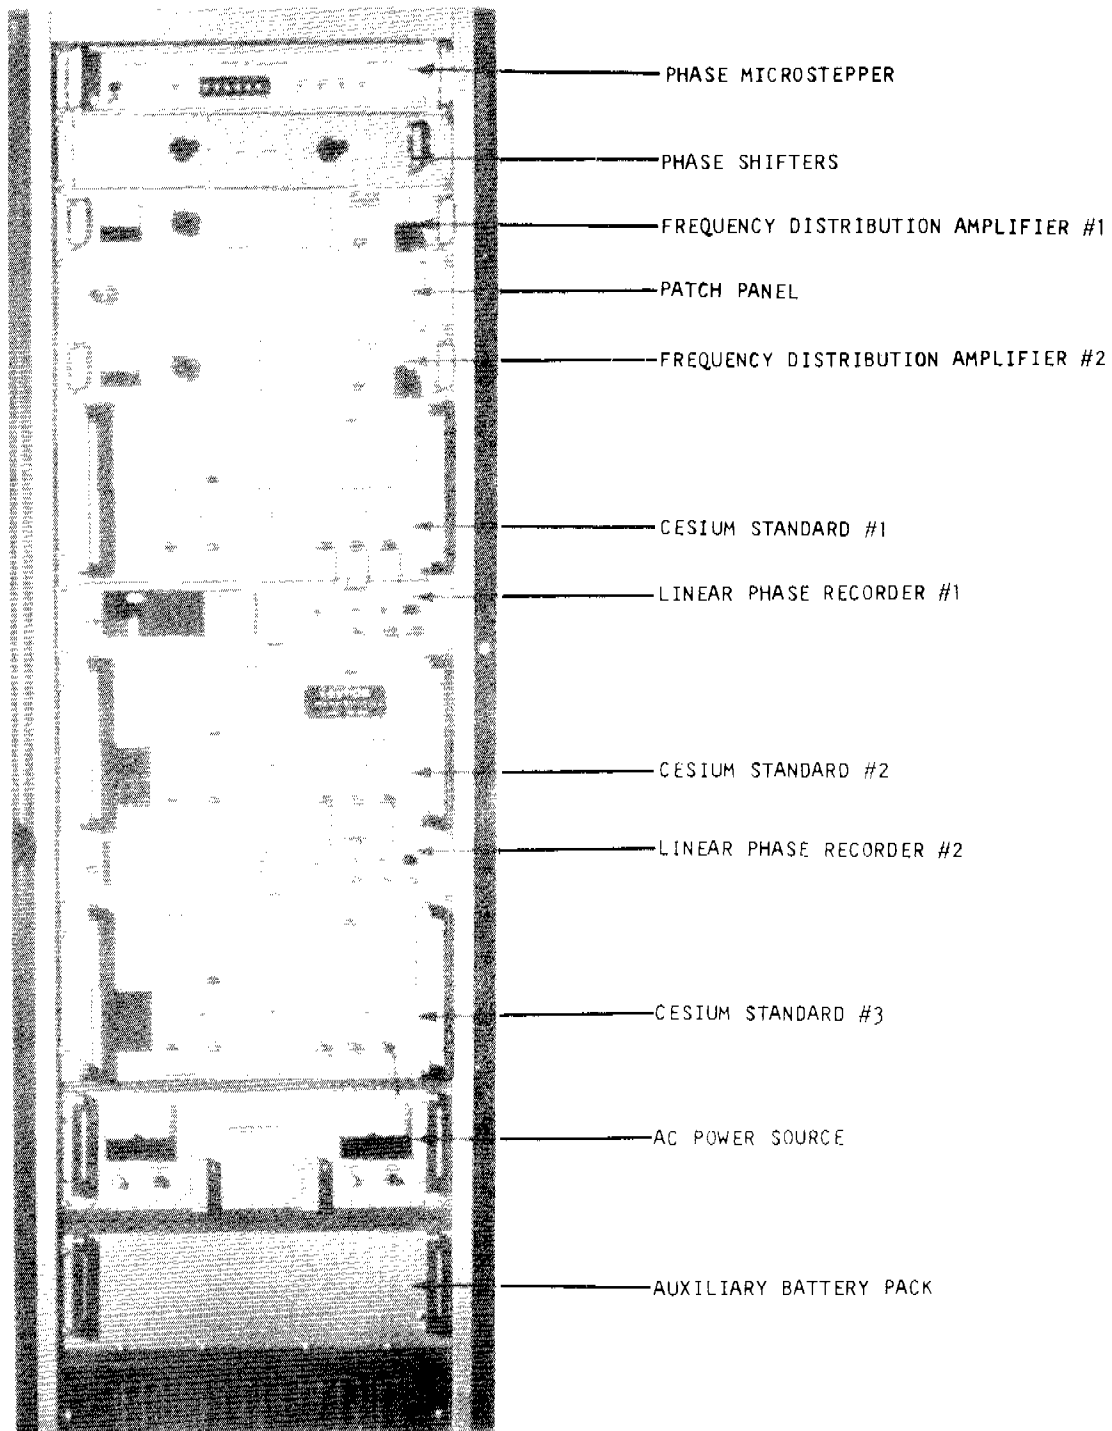 PHASE MICROSTEPPER
PHASE SHIFTERS
FREQUENCY DISTRIBUTION AMPLIFIER #1
PATCH PANEL
FREQUENCY DISTRIBUTION AMPLIFIER #2
CESIUM STANDARD #1
LINEAR PHASE RECORDER #1
CESIUM STANDARD #2
LINEAR PHASE RECORDER #2
CESIUM STANDARD #3
AC POWER SOURCE
AUXILIARY BATTERY PACK